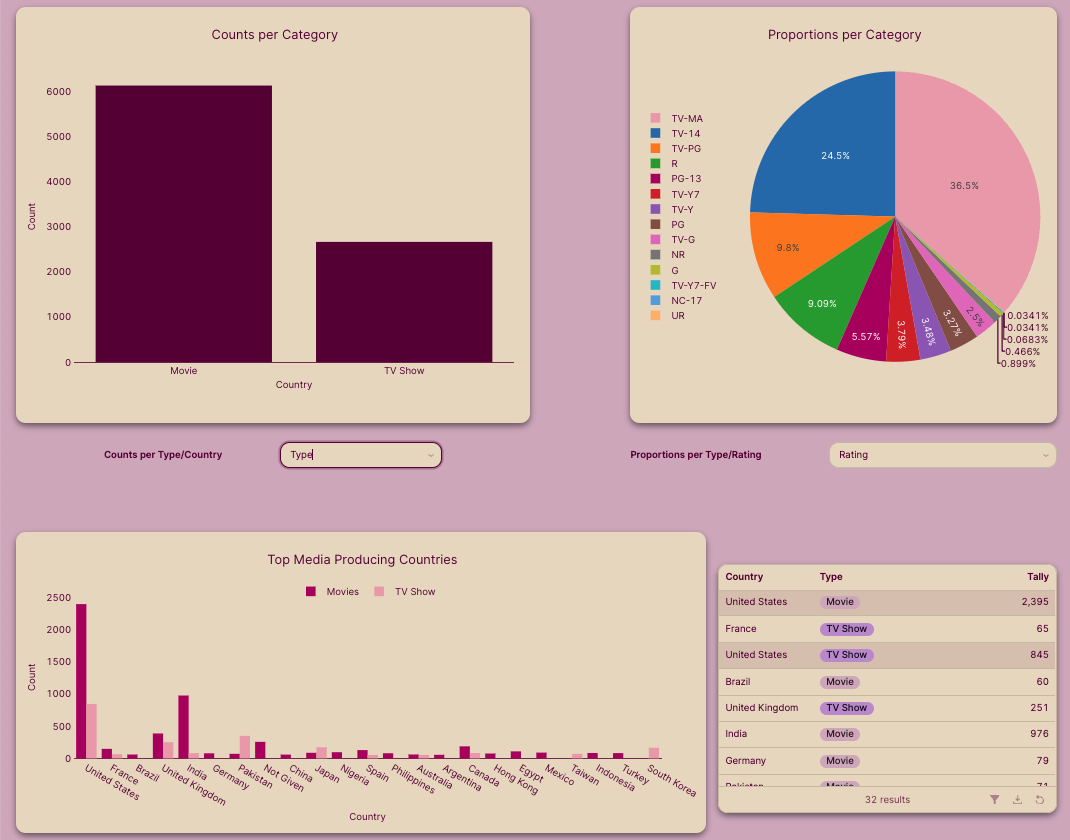 Counts per Category
6000
5000
4000
3000
2000
1000
0
Count
Movie
TV Show
Country
Proportions per Category
TV-MA
TV-14
TV-PG
R
PG-13
TV-Y7
TV-Y
PG
TV-G
NR
G
TV-Y7-FV
NC-17
UR
24.5%
36.5%
9.8%
9.09%
5.57%
3.79%
3.48%
3.27%
2.5%
0.0341%
0.0341%
0.0683%
0.466%
0.899%
Counts per Type/Country
Type
Proportions per Type/Rating
Rating
Top Media Producing Countries
Movies
TV Show
2500
2000
1500
1000
500
0
Count
United States
France
Brazil
United Kingdom
India
Germany
Pakistan
Not Given
China
Japan
Nigeria
Spain
Philippines
Australia
Argentina
Canada
Hong Kong
Egypt
Mexico
Taiwan
Indonesia
Turkey
South Korea
Country
Country Type Tally
United States Movie 2,395
France TV Show 65
United States TV Show 845
Brazil Movie 60
United Kingdom TV Show 251
India Movie 976
Germany Movie 79
Pakistan Movie 71
32 results